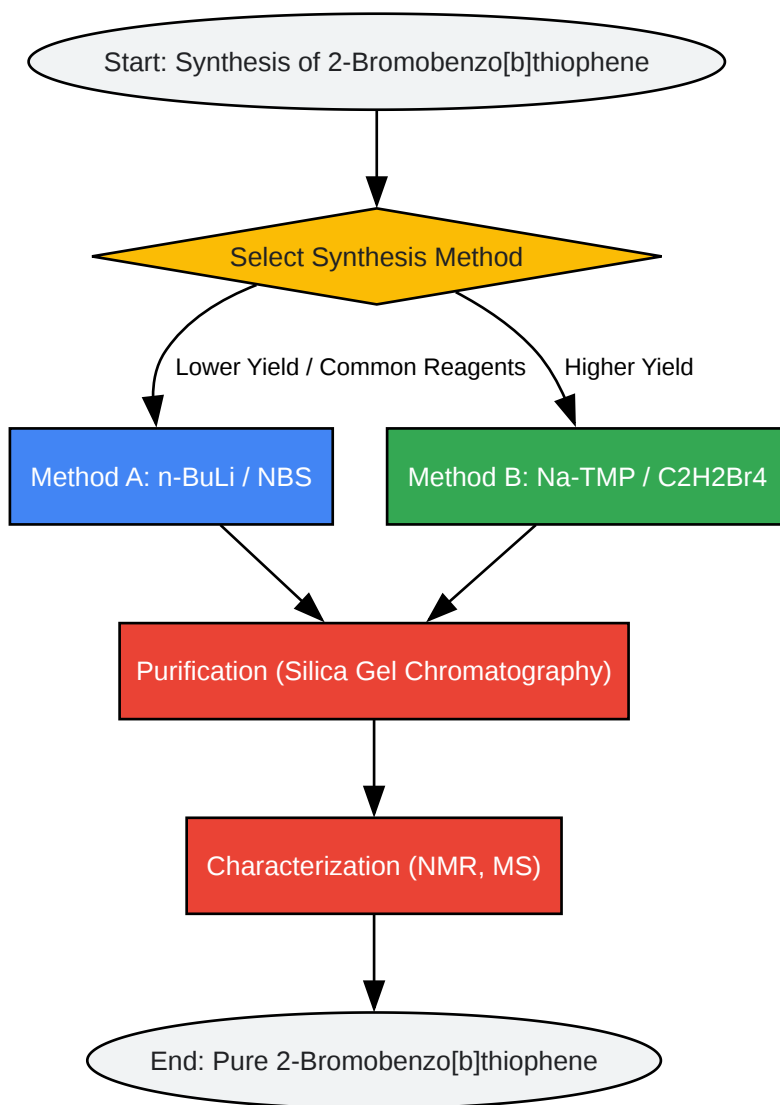 Start: Synthesis of 2-Bromobenzo[b]thiophene
Select Synthesis Method
Lower Yield / Common Reagents
Higher Yield
Method A: n-BuLi / NBS
Method B: Na-TMP / C2H2Br4
Purification (Silica Gel Chromatography)
Characterization (NMR, MS)
End: Pure 2-Bromobenzo[b]thiophene